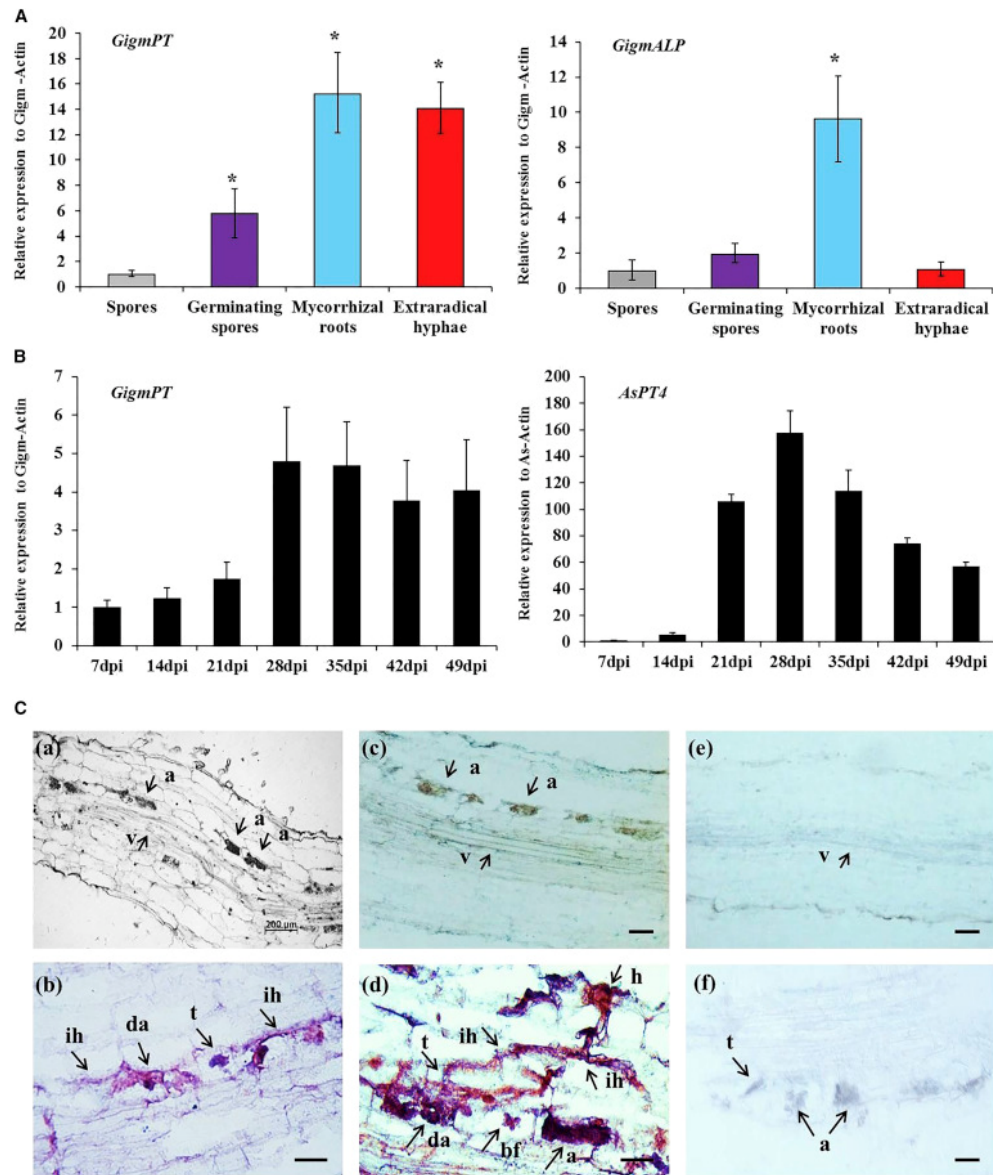 A
GigmPT
Relative expression to Gigm -Actin
20
18
16
14
12
10
8
6
4
2
0
*
*
*
Spores
Germinating spores
Mycorrhizal roots
Extraradical hyphae
GigmALP
Relative expression to Gigm -Actin
14
12
10
8
6
4
2
0
*
Spores
Germinating spores
Mycorrhizal roots
Extraradical hyphae
B
GigmPT
Relative expression to Gigm-Actin
7
6
5
4
3
2
1
0
7dpi 14dpi 21dpi 28dpi 35dpi 42dpi 49dpi
AsPT4
Relative expression to As-Actin
200
180
160
140
120
100
80
60
40
20
0
7dpi 14dpi 21dpi 28dpi 35dpi 42dpi 49dpi
C
(a)
a
a
a
v
200 µm
(c)
a
a
v
(e)
v
(b)
ih
da
t
ih
(d)
h
ih
t
ih
da
bf
a
(f)
t
a